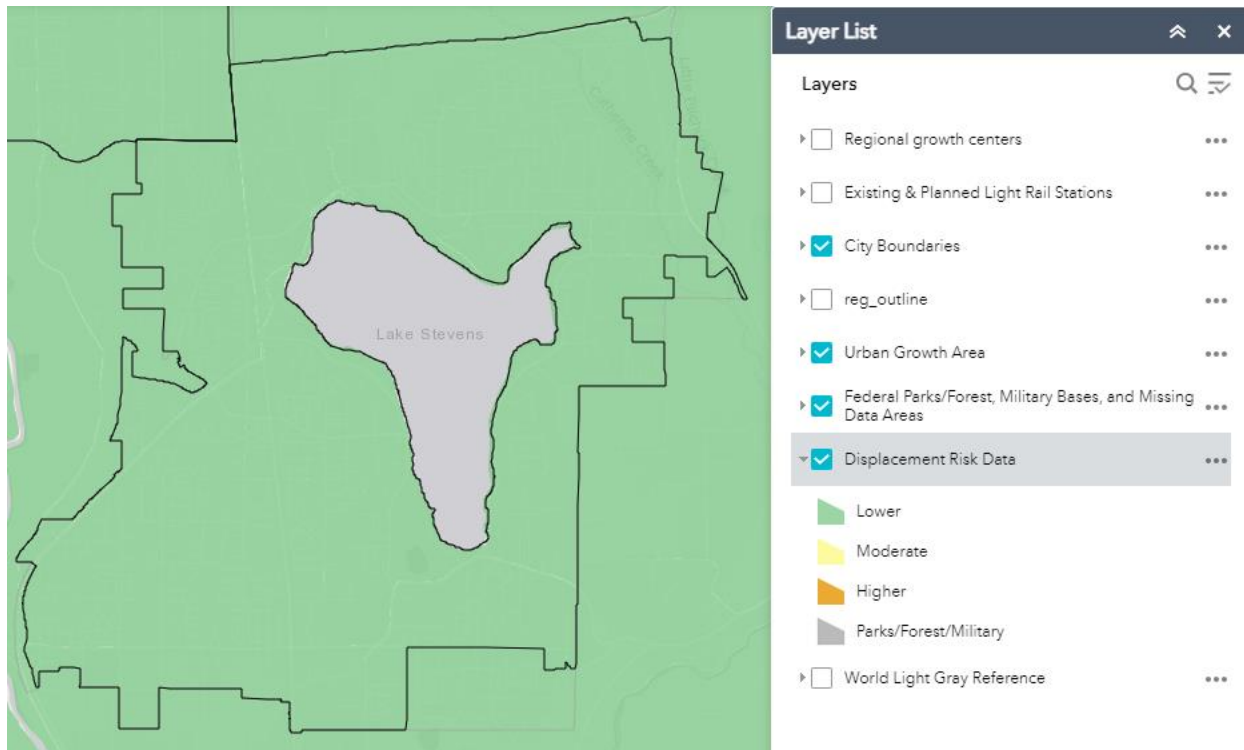 Layer List
Layers
Regional growth centers
Existing & Planned Light Rail Stations
City Boundaries
reg_outline
Urban Growth Area
Federal Parks/Forest, Military Bases, and Missing
Data Areas
Displacement Risk Data
Lower
Moderate
Higher
Parks/Forest/Military
World Light Gray Reference
Lake Stevens
Catherine Creek